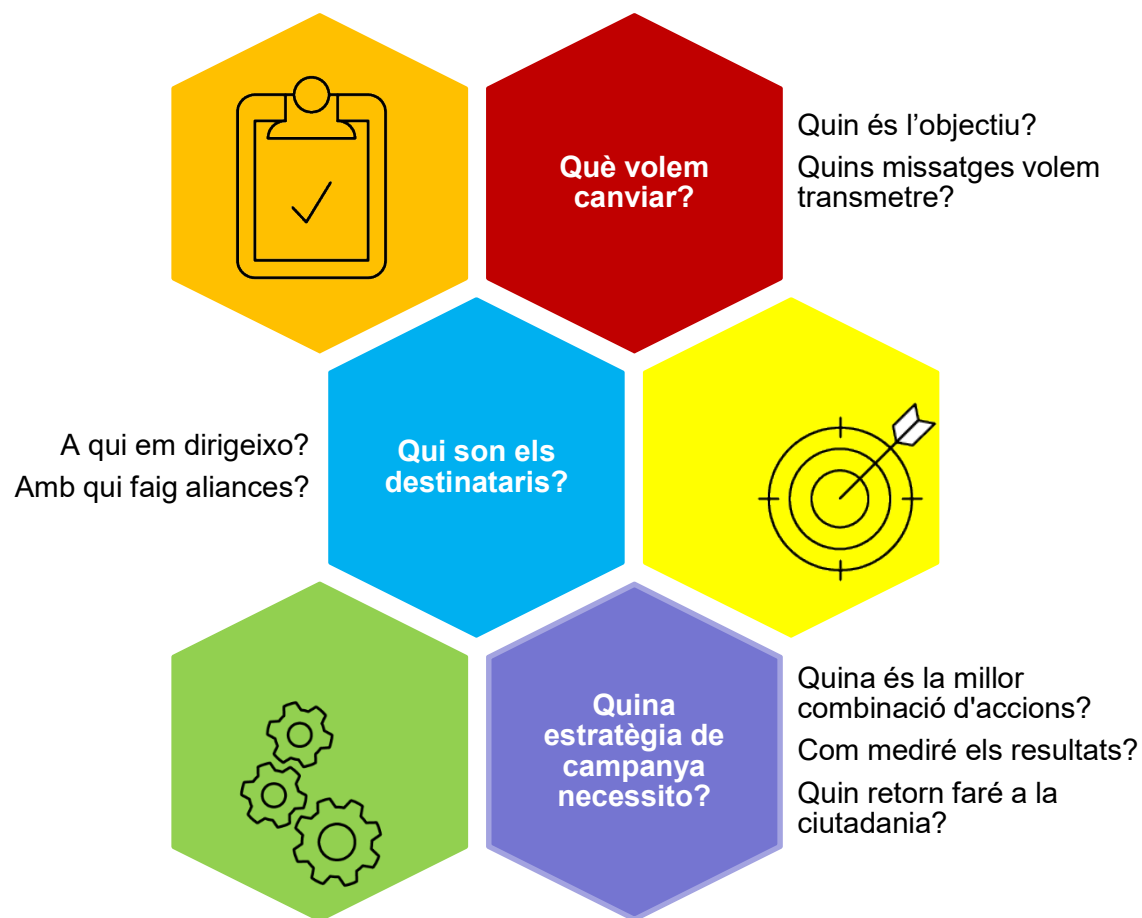 Què volem
canviar?
Quin és l’objectiu?
Quins missatges volem
transmetre?
A qui em dirigeixo?
Amb qui faig aliances?
Qui son els
destinataris?
Quina
estratègia de
campanya
necessito?
Quina és la millor
combinació d'accions?
Com mediré els resultats?
Quin retorn faré a la
ciutadania?